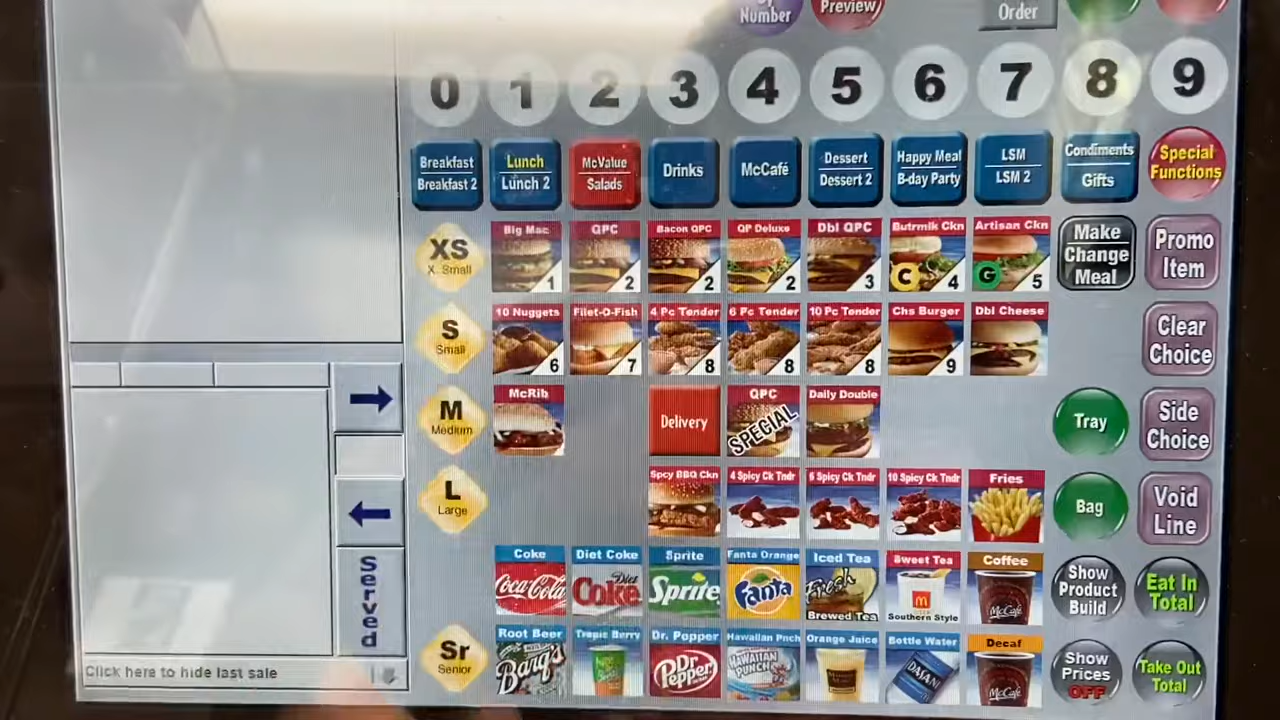 Number
Preview
Order
0 1 2 3 4 5 6 7 8 9
Breakfast
Breakfast 2
Lunch
Lunch 2
McValue
Salads
Drinks
McCafé
Dessert
Dessert 2
Happy Meal
B-day Party
LSM
LSM 2
Condiments
Gifts
Special
Functions
XS
X. Small
Big Mac
1
QPC
2
Bacon QPC
2
QP Deluxe
2
Dbl QPC
3
Butrmlk Ckn
C
4
Artisan Ckn
G
5
Make
Change
Meal
Promo
Item
S
Small
10 Nuggets
6
Filet-O-Fish
7
4 Pc Tender
8
6 Pc Tender
8
10 Pc Tender
8
Chs Burger
9
Dbl Cheese
Clear
Choice
M
Medium
McRib
Delivery
QPC
SPECIAL
Daily Double
Tray
Side
Choice
L
Large
Spcy BBQ Ckn
4 Spicy Ck Tndr
6 Spicy Ck Tndr
10 Spicy Ck Tndr
Fries
Bag
Void
Line
Served
Coke
Coca-Cola
Diet Coke
Diet
Coke
Sprite
Sprite
Fanta Orange
Fanta
Iced Tea
Fresh
Brewed Tea
Sweet Tea
Southern Style
Coffee
McCafé
Show
Product
Build
Eat In
Total
Sr
Senior
Root Beer
Barq's
Tropic Berry
Dr. Popper
Dr Pepper
Hawaiian Pnch
HAWAIIAN
PUNCH
Orange Juice
Bottle Water
DASANI
Decaf
McCafé
Show
Prices
OFF
Take Out
Total
Click here to hide last sale